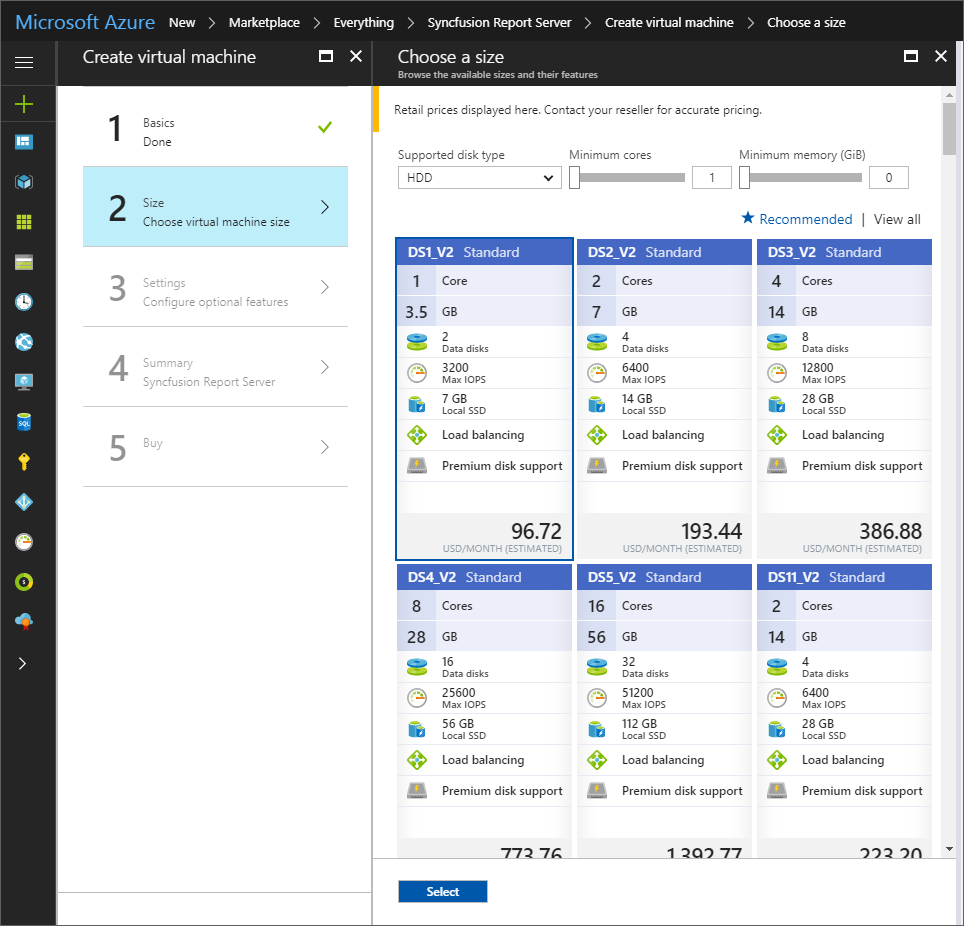 Microsoft Azure New > Marketplace > Everything > Syncfusion Report Server > Create virtual machine > Choose a size
Create virtual machine
1
Basics
Done
2
Size
Choose virtual machine size
3
Settings
Configure optional features
4
Summary
Syncfusion Report Server
5
Buy
Choose a size
Browse the available sizes and their features
Retail prices displayed here. Contact your reseller for accurate pricing.
Supported disk type Minimum cores Minimum memory (GiB)
HDD 1 0
★ Recommended | View all
DS1_V2 Standard
1 Core
3.5 GB
2
Data disks
3200
Max IOPS
7 GB
Local SSD
Load balancing
Premium disk support
96.72
USD/MONTH (ESTIMATED)
DS2_V2 Standard
2 Cores
7 GB
4
Data disks
6400
Max IOPS
14 GB
Local SSD
Load balancing
Premium disk support
193.44
USD/MONTH (ESTIMATED)
DS3_V2 Standard
4 Cores
14 GB
8
Data disks
12800
Max IOPS
28 GB
Local SSD
Load balancing
Premium disk support
386.88
USD/MONTH (ESTIMATED)
DS4_V2 Standard
8 Cores
28 GB
16
Data disks
25600
Max IOPS
56 GB
Local SSD
Load balancing
Premium disk support
773.76
DS5_V2 Standard
16 Cores
56 GB
32
Data disks
51200
Max IOPS
112 GB
Local SSD
Load balancing
Premium disk support
1,392.77
DS11_V2 Standard
2 Cores
14 GB
4
Data disks
6400
Max IOPS
28 GB
Local SSD
Load balancing
Premium disk support
223.20
Select
SQL